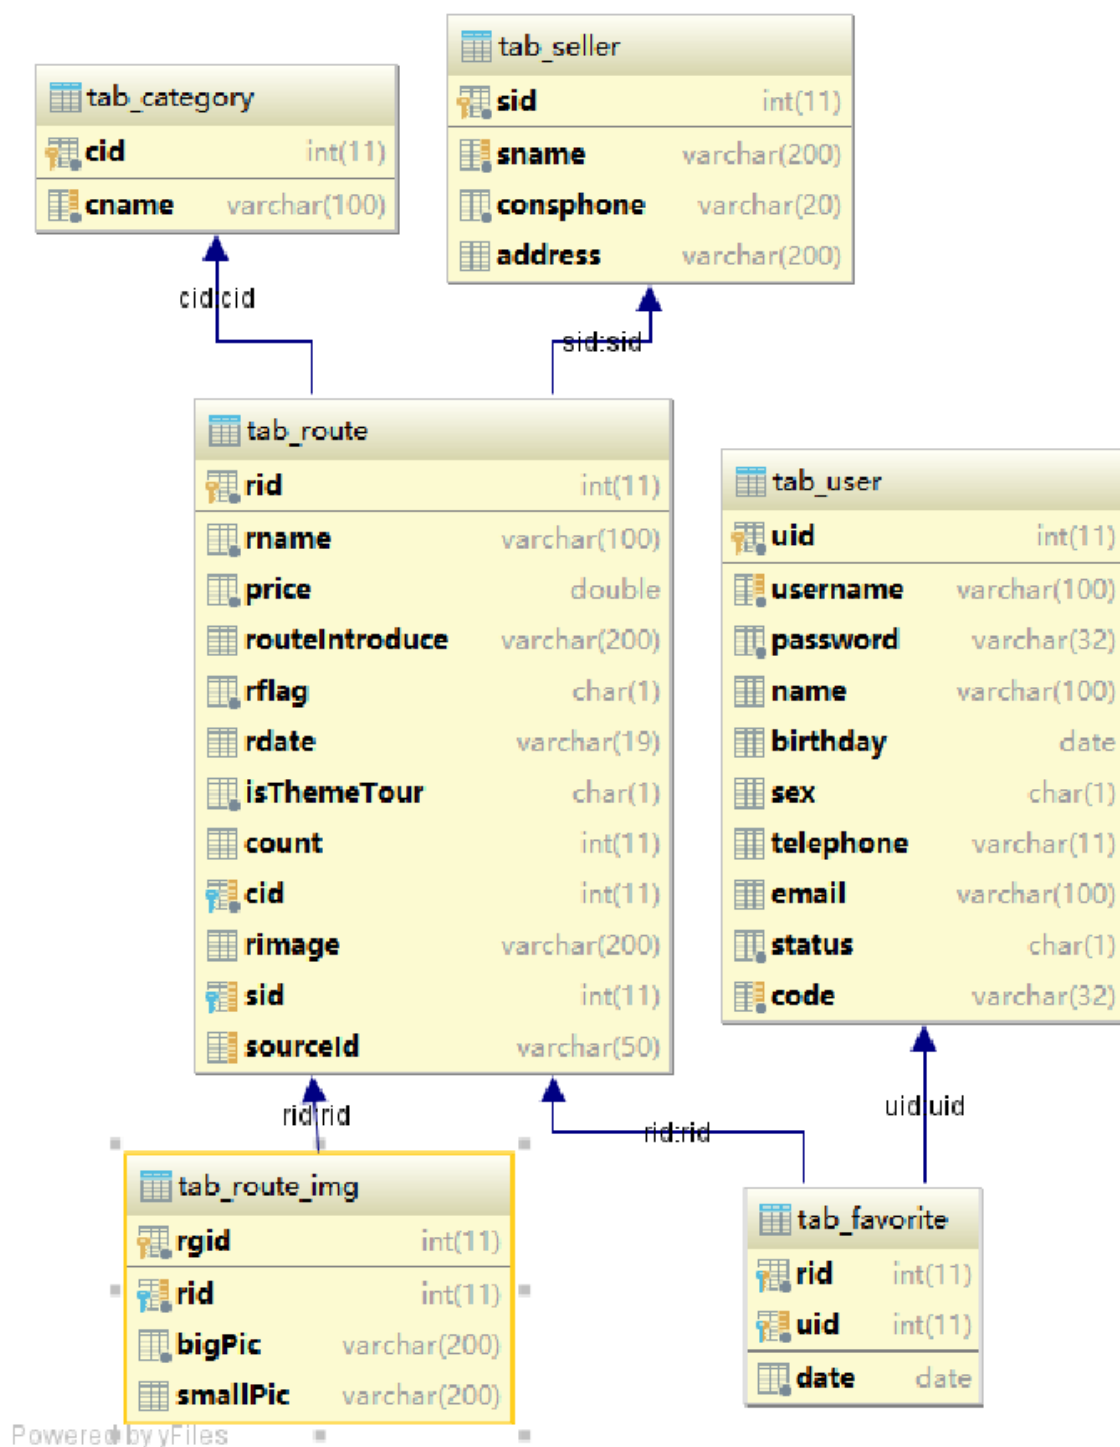 tab_seller
sid int(11)
sname varchar(200)
consphone varchar(20)
address varchar(200)
tab_category
cid int(11)
cname varchar(100)
cid:cid
sid:sid
tab_route
rid int(11)
rname varchar(100)
price double
routeIntroduce varchar(200)
rflag char(1)
rdate varchar(19)
isThemeTour char(1)
count int(11)
cid int(11)
rimage varchar(200)
sid int(11)
sourceId varchar(50)
tab_user
uid int(11)
username varchar(100)
password varchar(32)
name varchar(100)
birthday date
sex char(1)
telephone varchar(11)
email varchar(100)
status char(1)
code varchar(32)
rid:rid
rid:rid
uid:uid
tab_route_img
rgid int(11)
rid int(11)
bigPic varchar(200)
smallPic varchar(200)
tab_favorite
rid int(11)
uid int(11)
date date
Powered by yFiles